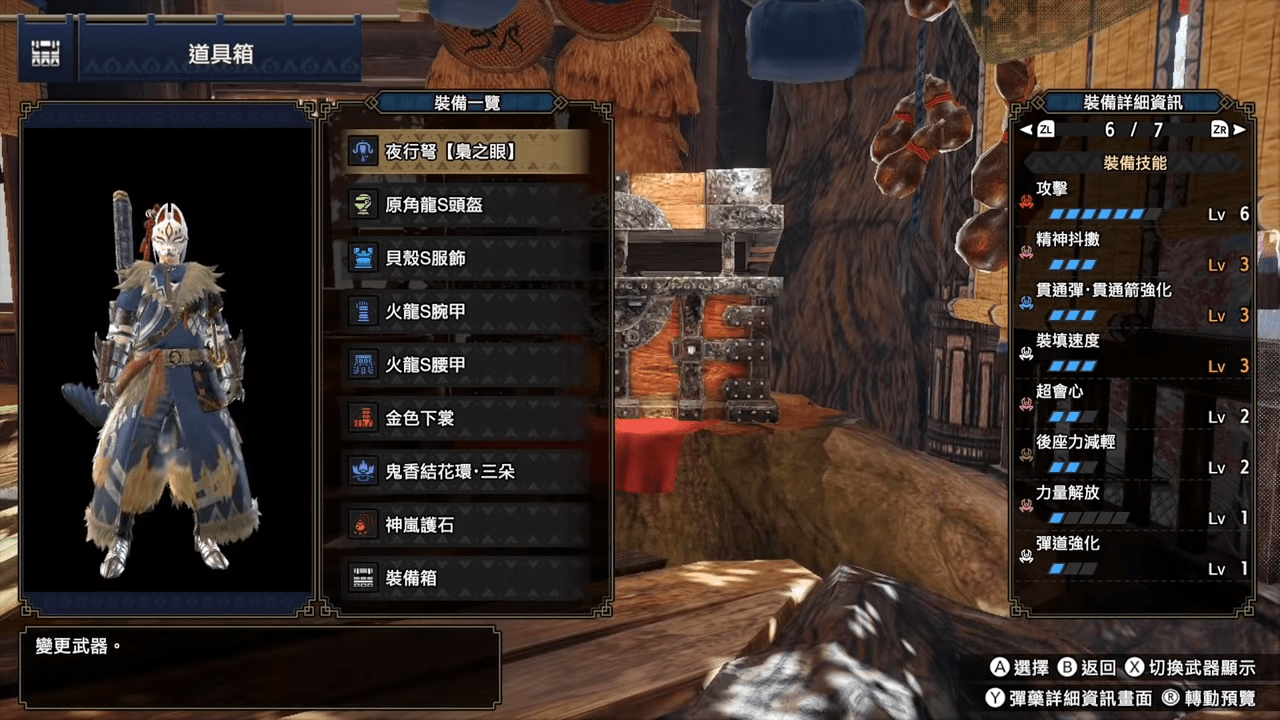 道具箱
裝備一覽
夜行弩【梟之眼】
原角龍S頭盔
貝殼S服飾
火龍S腕甲
火龍S腰甲
金色下裳
鬼香結花環·三朵
神嵐護石
裝備箱
變更武器。
裝備詳細資訊
ZL 6 / 7 ZR
裝備技能
攻擊
Lv 6
精神抖擻
Lv 3
貫通彈·貫通箭強化
Lv 3
裝填速度
Lv 3
超會心
Lv 2
後座力減輕
Lv 2
力量解放
Lv 1
彈道強化
Lv 1
A選擇 B返回 X切換武器顯示
Y彈藥詳細資訊畫面 R轉動預覽